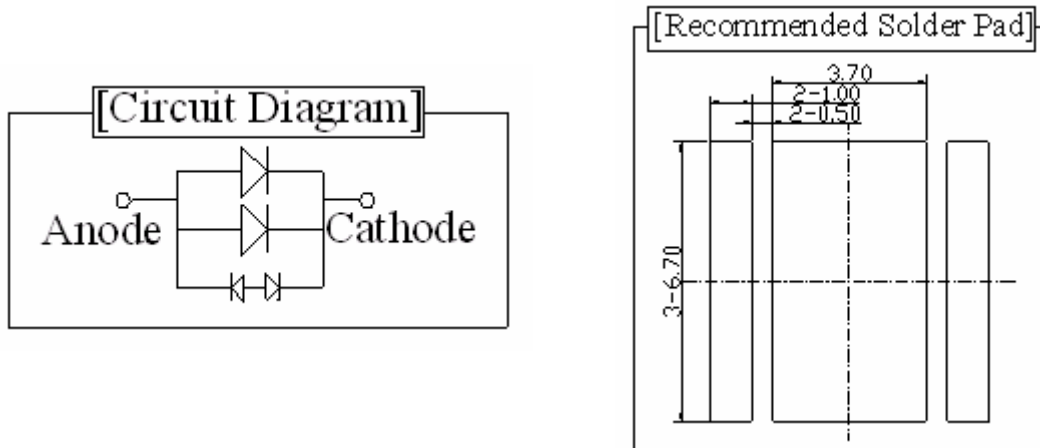 [Circuit Diagram]
Anode
Cathode
[Recommended Solder Pad]
3.70
2-1.00
2-0.50
3-6.70